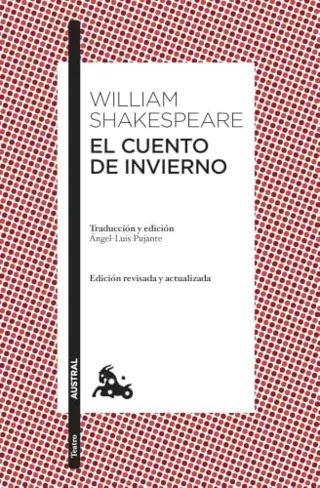 WILLIAM
SHAKESPEARE
EL CUENTO
DE INVIERNO
Traducción y edición
Ángel-Luis Pujante
Edición revisada y actualizada
AUSTRAL
Teatro